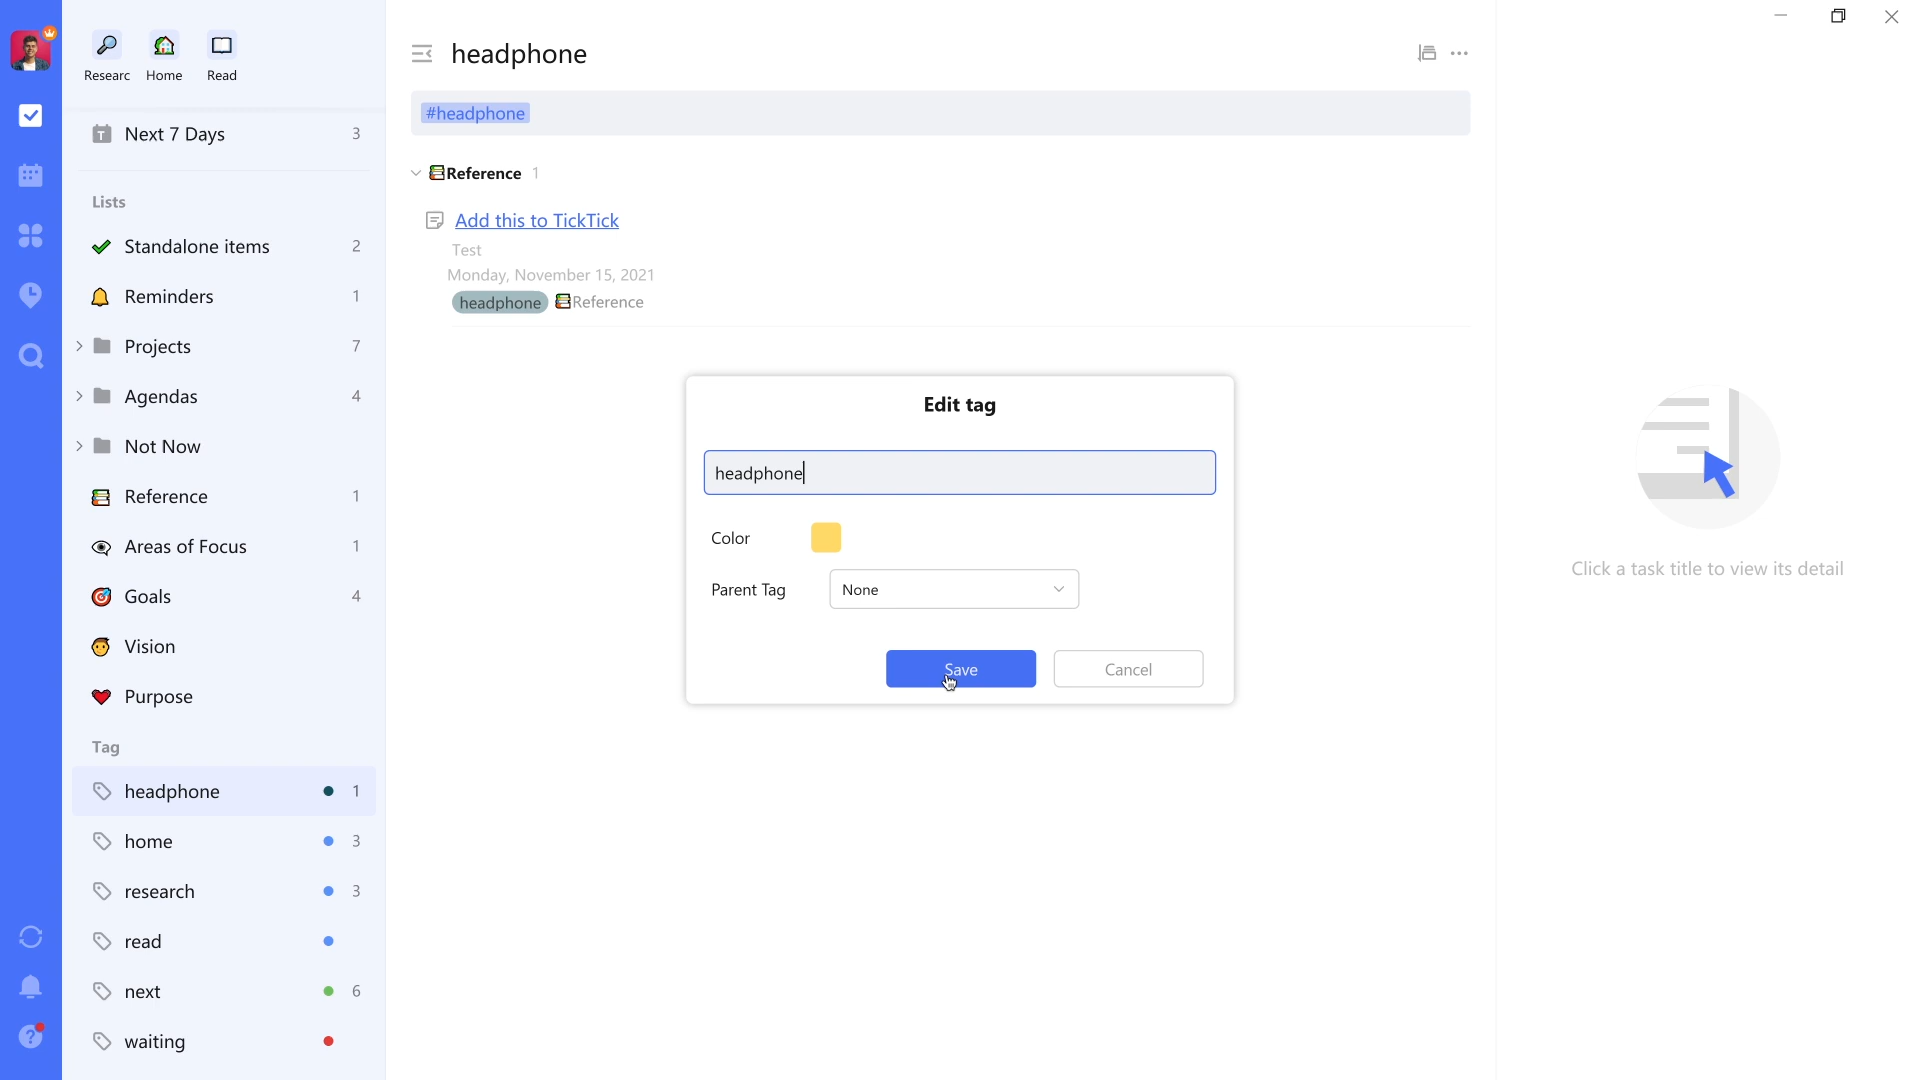 Researc Home Read
Next 7 Days 3
Lists
Standalone items 2
Reminders 1
Projects 7
Agendas 4
Not Now
Reference 1
Areas of Focus 1
Goals 4
Vision
Purpose
Tag
headphone 1
home 3
research 3
read
next 6
waiting
headphone
#headphone
Reference 1
Add this to TickTick
Test
Monday, November 15, 2021
headphone Reference
Edit tag
headphone
Color
Parent Tag None
Save Cancel
Click a task title to view its detail